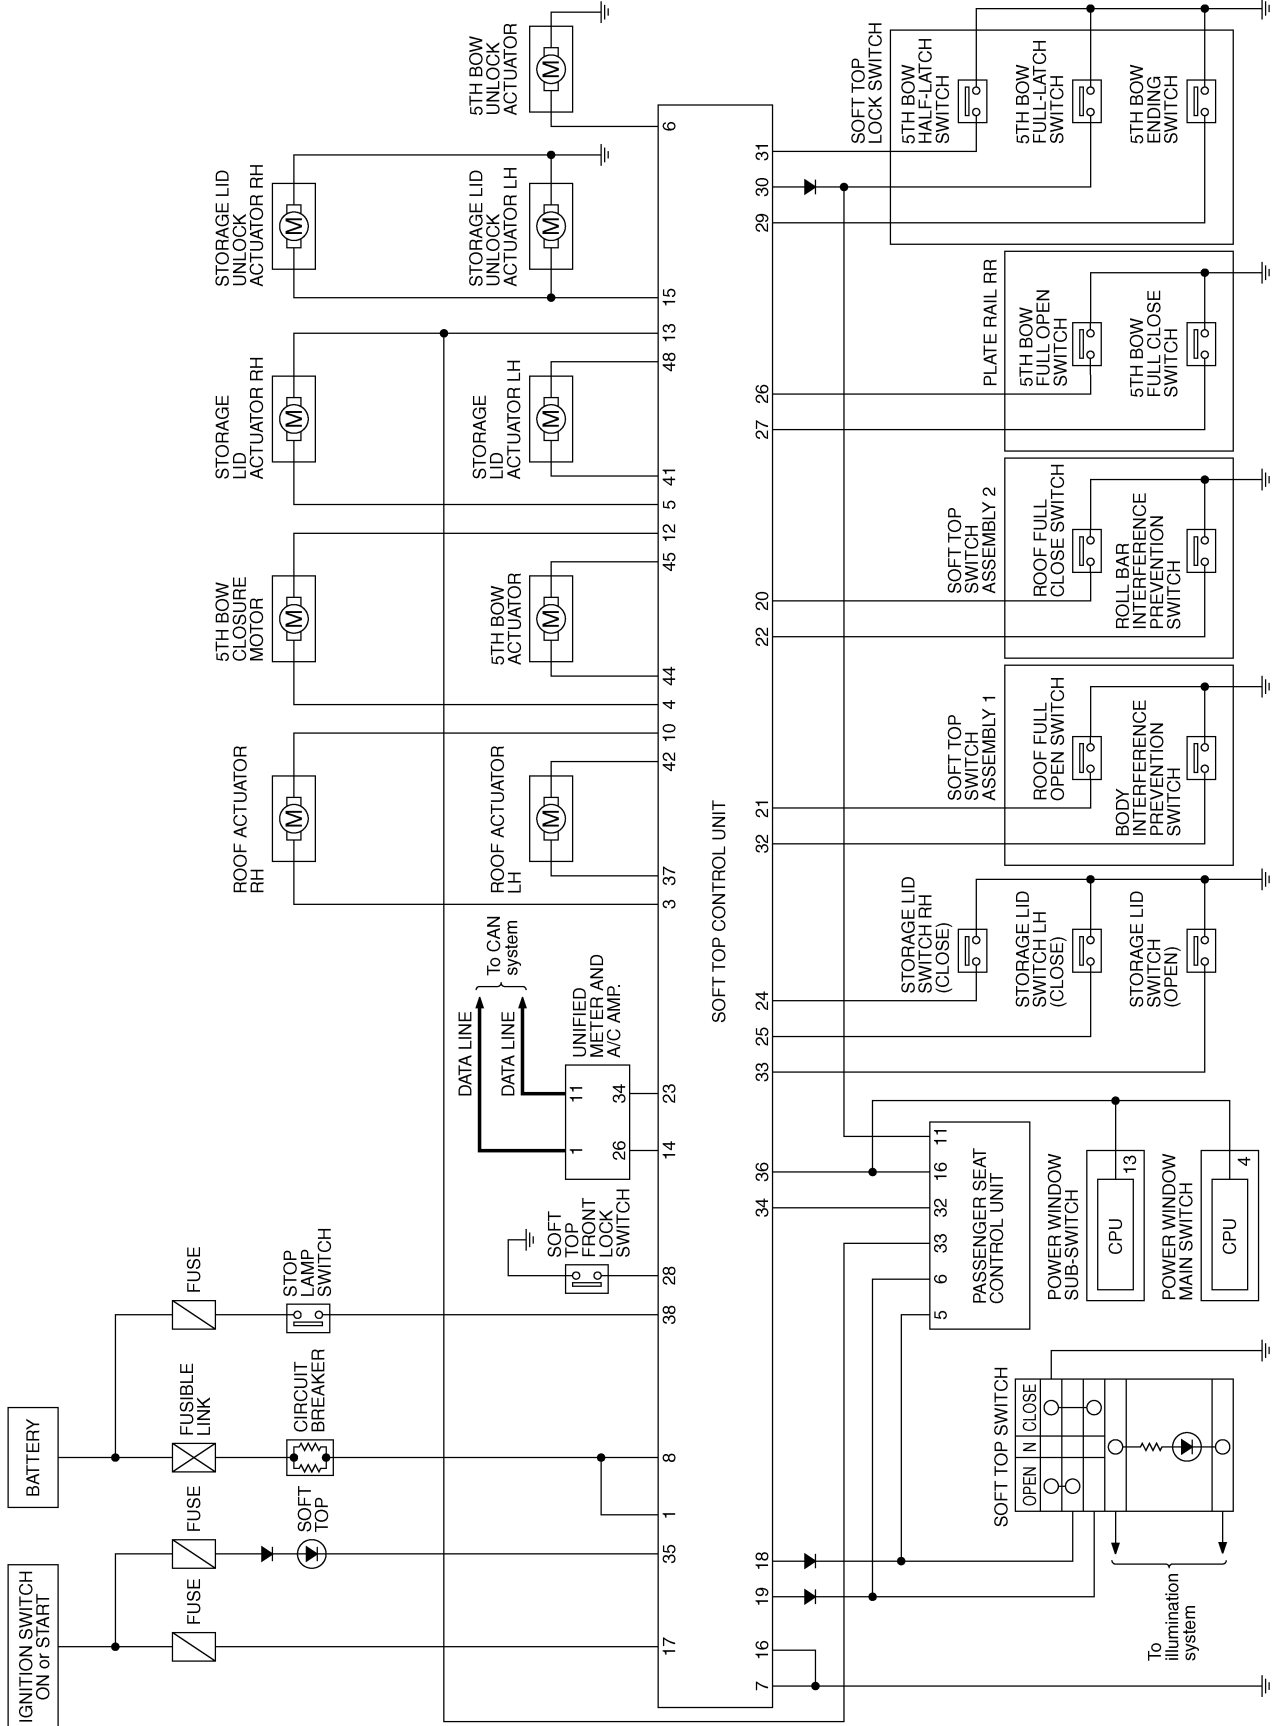 BATTERY
IGNITION SWITCH
ON or START
FUSE
FUSE
FUSIBLE
LINK
FUSE
SOFT
TOP
CIRCUIT
BREAKER
STOP
LAMP
SWITCH
SOFT
TOP
FRONT
LOCK
SWITCH
DATA LINE
DATA LINE
To CAN
system
UNIFIED
METER AND
A/C AMP.
1
11
26
34
ROOF ACTUATOR
RH
M
ROOF ACTUATOR
LH
M
5TH BOW
CLOSURE
MOTOR
M
5TH BOW
ACTUATOR
M
STORAGE
LID
ACTUATOR RH
M
STORAGE
LID
ACTUATOR LH
M
STORAGE LID
UNLOCK
ACTUATOR RH
M
STORAGE LID
UNLOCK
ACTUATOR LH
M
5TH BOW
UNLOCK
ACTUATOR
M
17
35
1
8
38
28
14
23
3
37
42
10
4
44
45
12
5
41
48
13
15
6
SOFT TOP CONTROL UNIT
7
16
19
18
34
36
33
25
24
32
21
22
20
27
26
29
30
31
To
illumination
system
SOFT TOP SWITCH
OPEN
N
CLOSE
PASSENGER SEAT
CONTROL UNIT
5
6
33
32
16
11
POWER WINDOW
SUB-SWITCH
CPU
13
POWER WINDOW
MAIN SWITCH
CPU
4
STORAGE LID
SWITCH RH
(CLOSE)
STORAGE LID
SWITCH LH
(CLOSE)
STORAGE LID
SWITCH
(OPEN)
SOFT TOP
SWITCH
ASSEMBLY 1
ROOF FULL
OPEN SWITCH
BODY
INTERFERENCE
PREVENTION
SWITCH
SOFT TOP
SWITCH
ASSEMBLY 2
ROOF FULL
CLOSE SWITCH
ROLL BAR
INTERFERENCE
PREVENTION
SWITCH
PLATE RAIL RR
5TH BOW
FULL OPEN
SWITCH
5TH BOW
FULL CLOSE
SWITCH
SOFT TOP
LOCK SWITCH
5TH BOW
HALF-LATCH
SWITCH
5TH BOW
FULL-LATCH
SWITCH
5TH BOW
ENDING
SWITCH